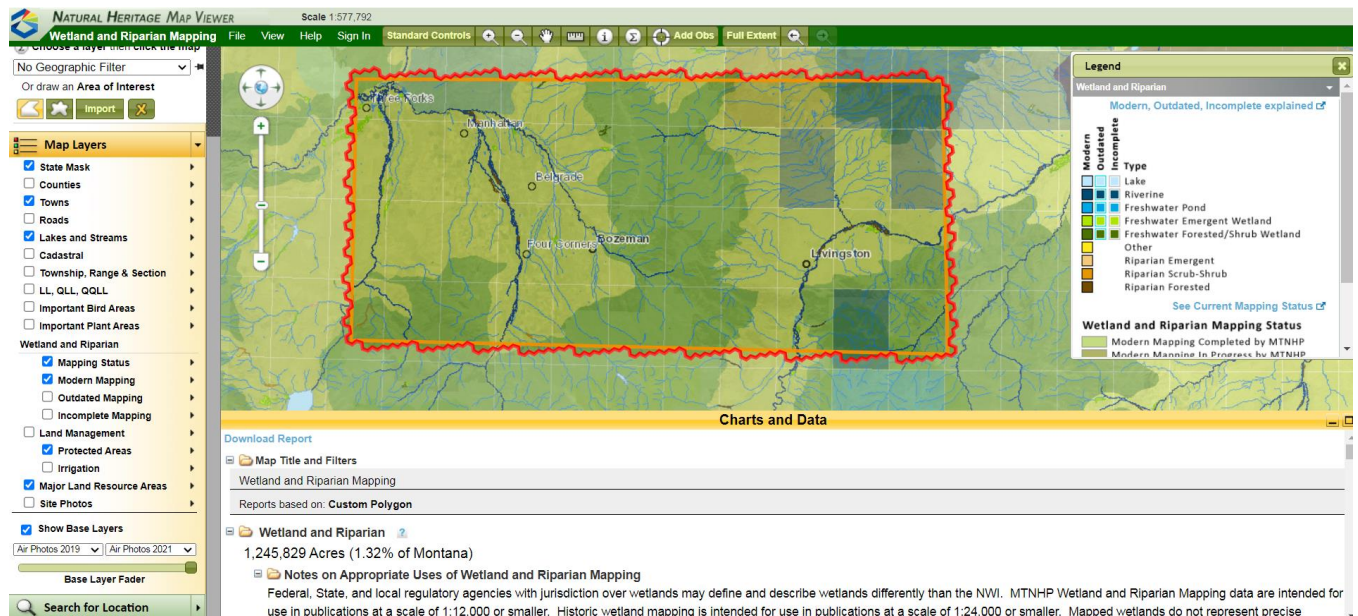 NATURAL HERITAGE MAP VIEWER
Scale 1:577,792
Wetland and Riparian Mapping File View Help Sign In Standard Controls Add Obs Full Extent
Choose a layer then click the map
No Geographic Filter
Or draw an Area of Interest
Import X
Map Layers
State Mask
Counties
Towns
Roads
Lakes and Streams
Cadastral
Township, Range & Section
LL, QLL, QQLL
Important Bird Areas
Important Plant Areas
Wetland and Riparian
Mapping Status
Modern Mapping
Outdated Mapping
Incomplete Mapping
Land Management
Protected Areas
Irrigation
Major Land Resource Areas
Site Photos
Show Base Layers
Air Photos 2019 Air Photos 2021
Base Layer Fader
Search for Location
Three Forks
Manhattan
Belgrade
Four Corners
Bozeman
Livingston
Legend
Wetland and Riparian
Modern, Outdated, Incomplete explained
Modern
Outdated
Incomplete
Type
Lake
Riverine
Freshwater Pond
Freshwater Emergent Wetland
Freshwater Forested/Shrub Wetland
Other
Riparian Emergent
Riparian Scrub-Shrub
Riparian Forested
See Current Mapping Status
Wetland and Riparian Mapping Status
Modern Mapping Completed by MTNHP
Modern Mapping In Progress by MTNHP
Charts and Data
Download Report
Map Title and Filters
Wetland and Riparian Mapping
Reports based on: Custom Polygon
Wetland and Riparian ?
1,245,829 Acres (1.32% of Montana)
Notes on Appropriate Uses of Wetland and Riparian Mapping
Federal, State, and local regulatory agencies with jurisdiction over wetlands may define and describe wetlands differently than the NWI. MTNHP Wetland and Riparian Mapping data are intended for
use in publications at a scale of 1:12,000 or smaller. Historic wetland mapping is intended for use in publications at a scale of 1:24,000 or smaller. Mapped wetlands do not represent precise